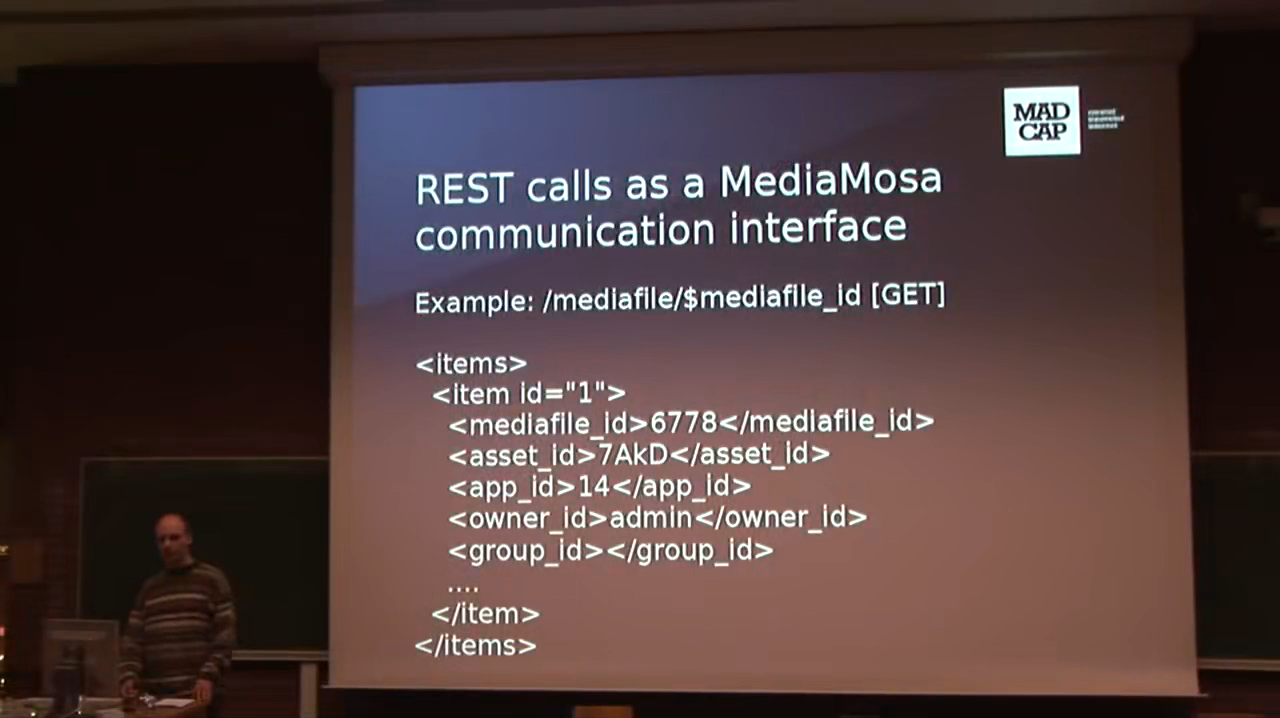 MAD
CAP
REST calls as a MediaMosa
communication interface
Example: /mediafile/$mediafile_id [GET]
<items>
<item id="1">
<mediafile_id>6778</mediafile_id>
<asset_id>7AkD</asset_id>
<app_id>14</app_id>
<owner_id>admin</owner_id>
<group_id></group_id>
....
</item>
</items>